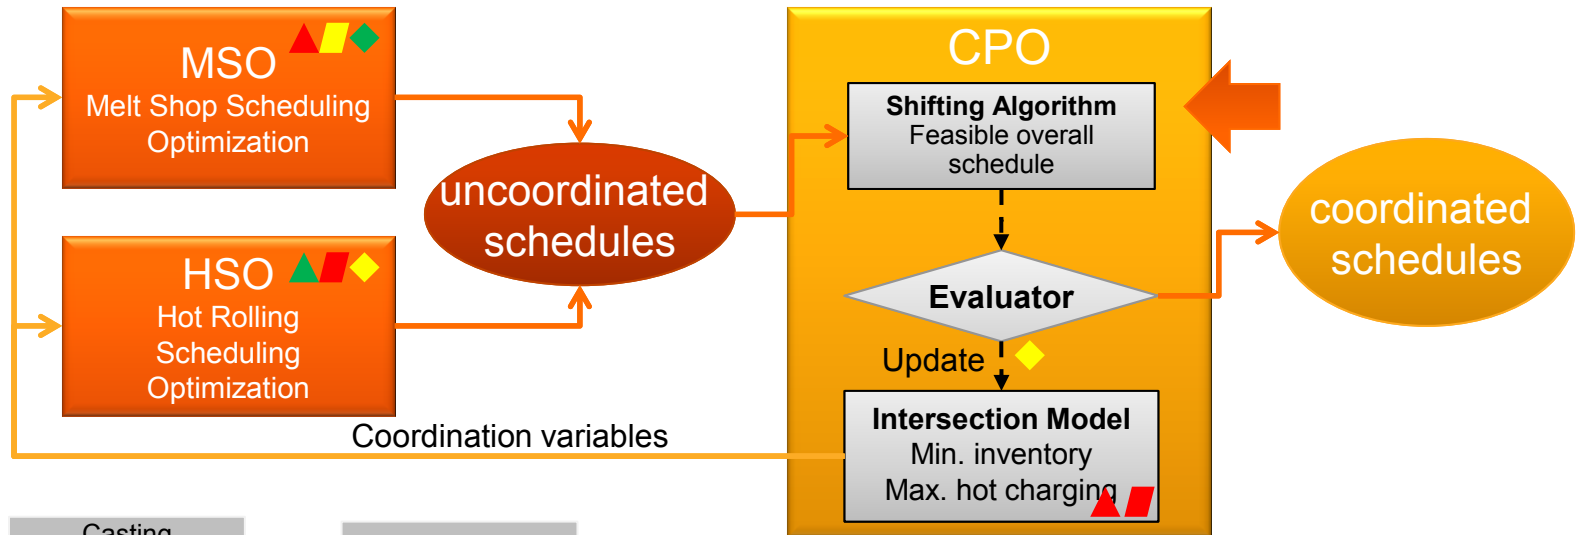 MSO
Melt Shop Scheduling
Optimization
HSO
Hot Rolling
Scheduling
Optimization
uncoordinated
schedules
CPO
Shifting Algorithm
Feasible overall
schedule
Evaluator
Update
Intersection Model
Min. inventory
Max. hot charging
coordinated
schedules
Coordination variables
Casting